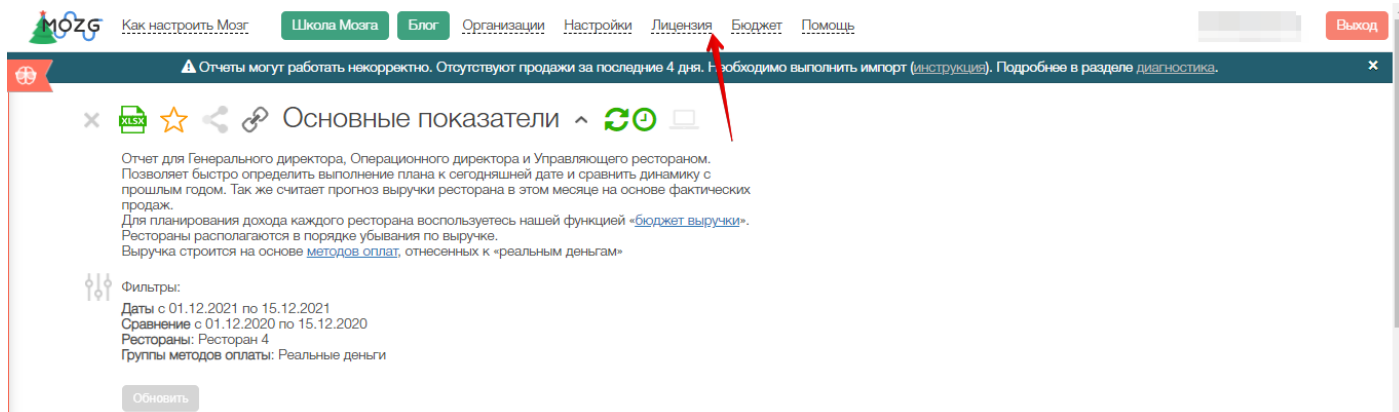 MOZG Как настроить Мозг Школа Мозга Блог Организации Настройки Лицензия Бюджет Помощь Выход
Отчеты могут работать некорректно. Отсутствуют продажи за последние 4 дня. Необходимо выполнить импорт (инструкция). Подробнее в разделе диагностика. ×
XLSX Основные показатели
Отчет для Генерального директора, Операционного директора и Управляющего рестораном.
Позволяет быстро определить выполнение плана к сегодняшней дате и сравнить динамику с
прошлым годом. Так же считает прогноз выручки ресторана в этом месяце на основе фактических
продаж.
Для планирования дохода каждого ресторана воспользуетесь нашей функцией «бюджет выручки».
Рестораны располагаются в порядке убывания по выручке.
Выручка строится на основе методов оплат, отнесенных к «реальным деньгам»
Фильтры:
Даты с 01.12.2021 по 15.12.2021
Сравнение с 01.12.2020 по 15.12.2020
Рестораны: Ресторан 4
Группы методов оплаты: Реальные деньги
Обновить